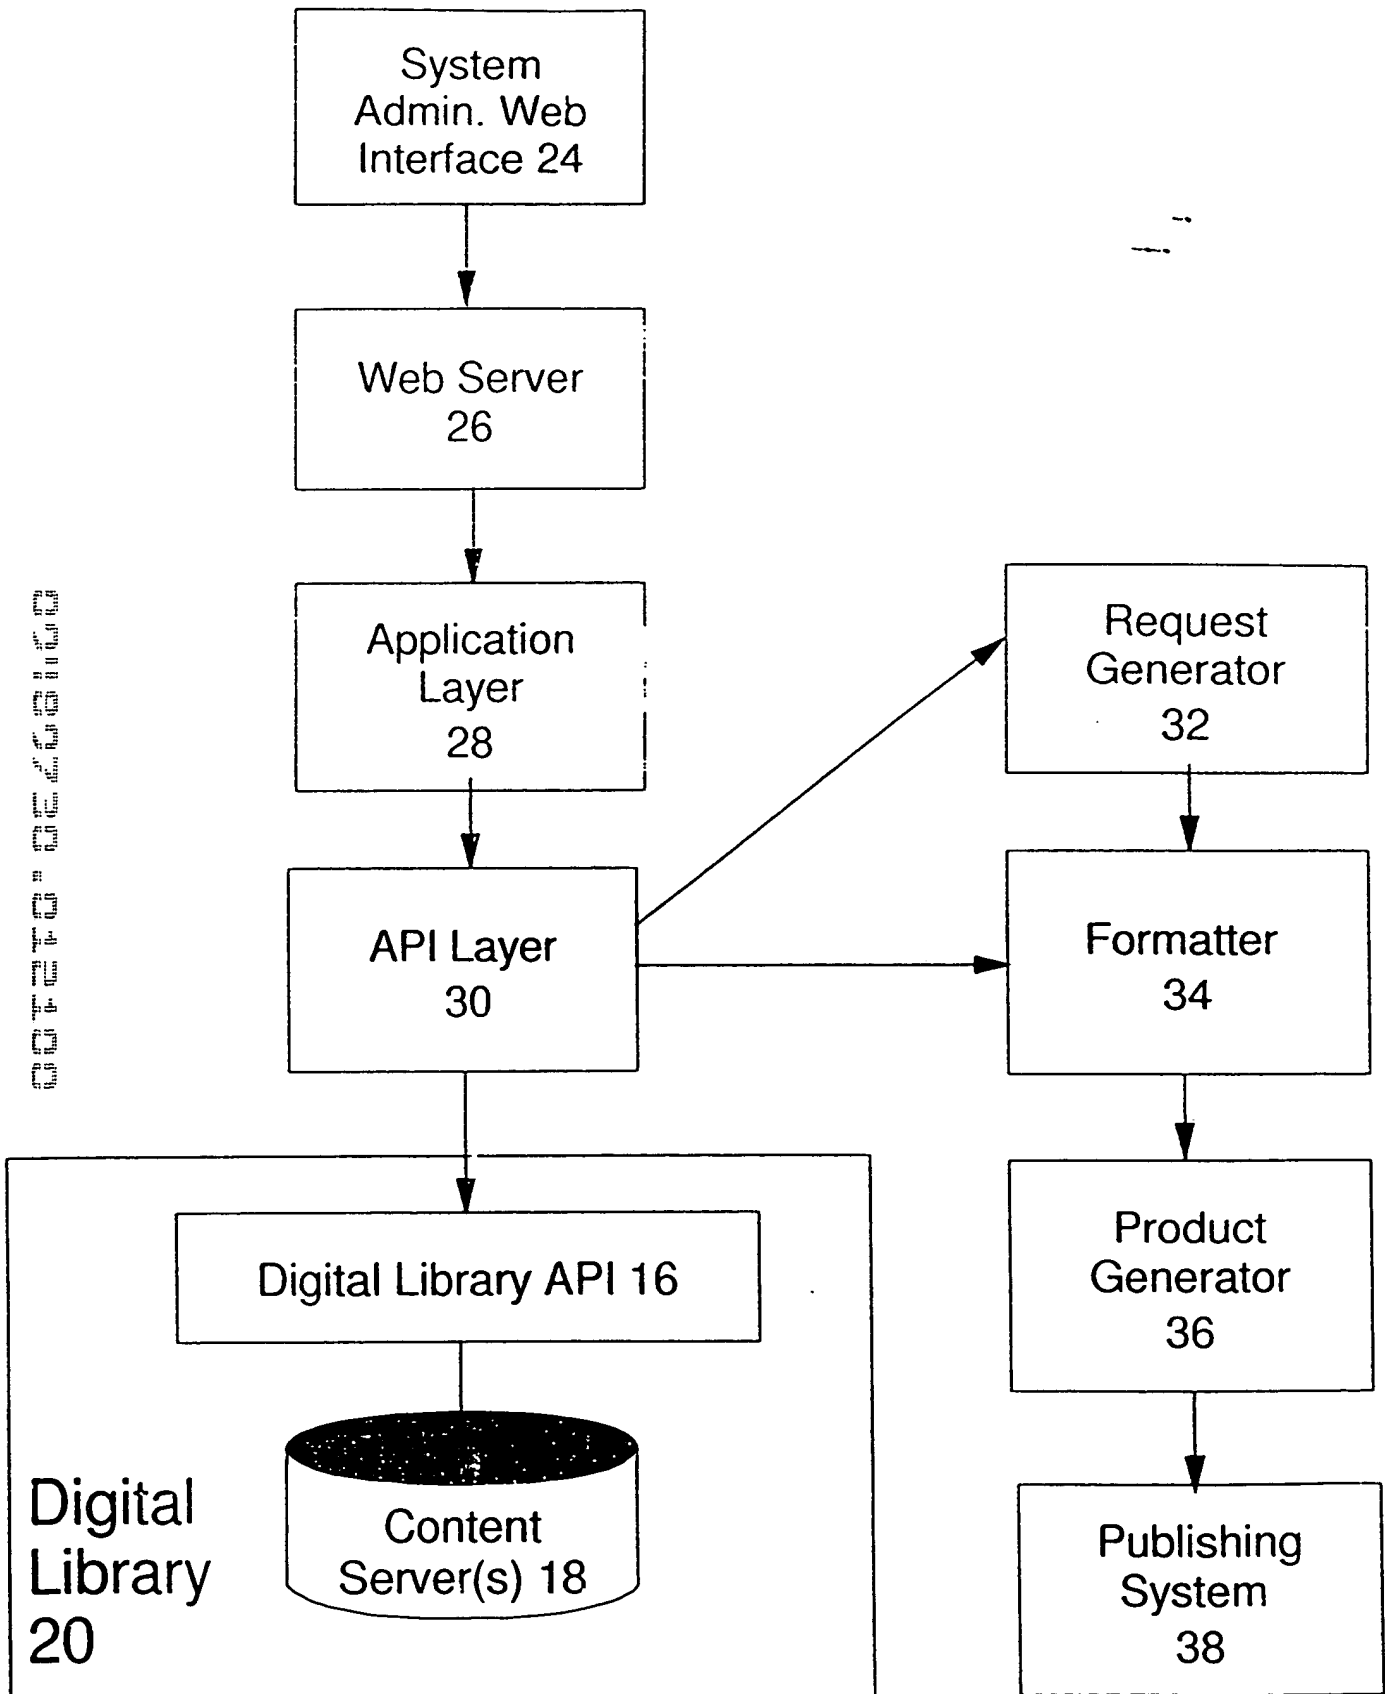 System
Admin. Web
Interface 24
Web Server
26
Application
Layer
28
API Layer
30
Request
Generator
32
Formatter
34
Product
Generator
36
Publishing
System
38
Digital Library API 16
Content
Server(s) 18
Digital
Library
20